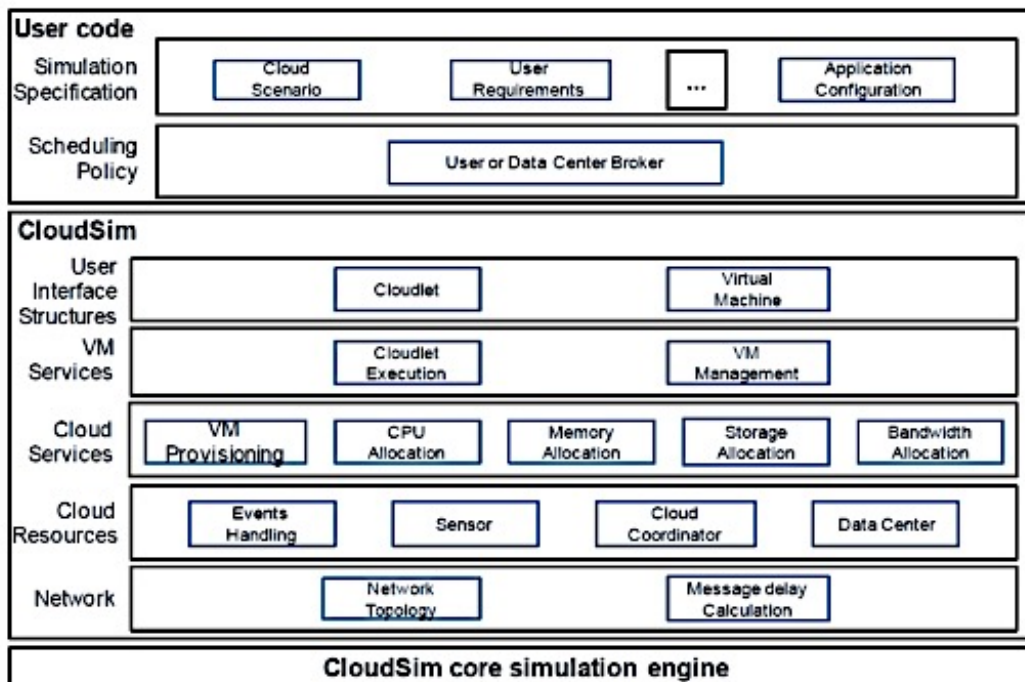 User code
Simulation
Specification
Cloud
Scenario
User
Requirements
...
Application
Configuration
Scheduling
Policy
User or Data Center Broker
CloudSim
User
Interface
Structures
Cloudlet
Virtual
Machine
VM
Services
Cloudlet
Execution
VM
Management
Cloud
Services
VM
Provisioning
CPU
Allocation
Memory
Allocation
Storage
Allocation
Bandwidth
Allocation
Cloud
Resources
Events
Handling
Sensor
Cloud
Coordinator
Data Center
Network
Network
Topology
Message delay
Calculation
CloudSim core simulation engine